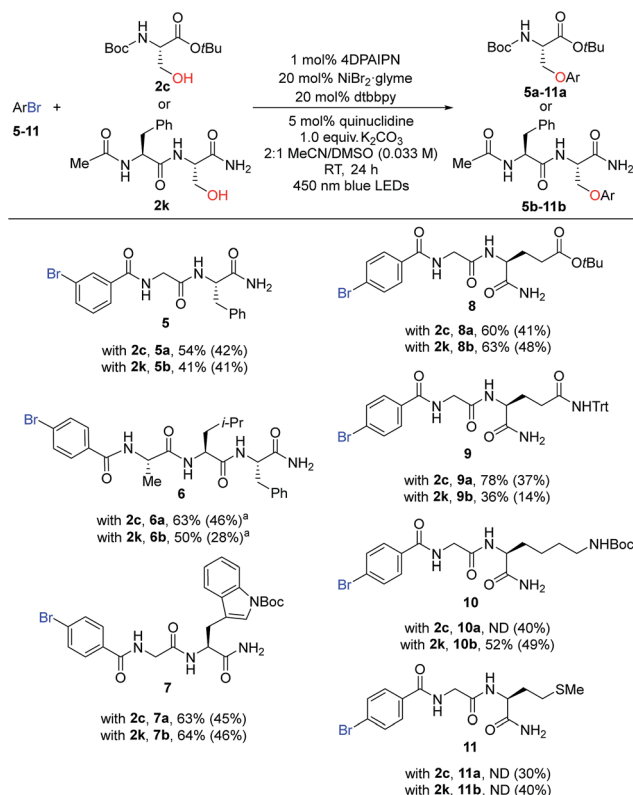 BocHN
O
OtBu
OH
2c
or
Ph
O
N
H
H
N
O
NH2
OH
2k
ArBr +
5-11
1 mol% 4DPAIPN
20 mol% NiBr2·glyme
20 mol% dtbbpy
5 mol% quinuclidine
1.0 equiv. K2CO3
2:1 MeCN/DMSO (0.033 M)
RT, 24 h
450 nm blue LEDs
BocHN
O
OtBu
OAr
5a-11a
or
Ph
O
N
H
H
N
O
NH2
OAr
5b-11b
Br
O
N
H
H
N
O
O
NH2
Ph
5
with 2c, 5a, 54% (42%)
with 2k, 5b, 41% (41%)
Br
O
H
N
Me
O
N
H
i-Pr
O
H
N
O
NH2
Ph
6
with 2c, 6a, 63% (46%)a
with 2k, 6b, 50% (28%)a
Br
O
H
N
O
N
H
NBoc
O
NH2
7
with 2c, 7a, 63% (45%)
with 2k, 7b, 64% (46%)
Br
O
N
H
H
N
O
O
OtBu
O
NH2
8
with 2c, 8a, 60% (41%)
with 2k, 8b, 63% (48%)
Br
O
N
H
H
N
O
O
NHTrt
O
NH2
9
with 2c, 9a, 78% (37%)
with 2k, 9b, 36% (14%)
Br
O
N
H
H
N
O
NHBoc
O
NH2
10
with 2c, 10a, ND (40%)
with 2k, 10b, 52% (49%)
Br
O
N
H
H
N
O
SMe
O
NH2
11
with 2c, 11a, ND (30%)
with 2k, 11b, ND (40%)